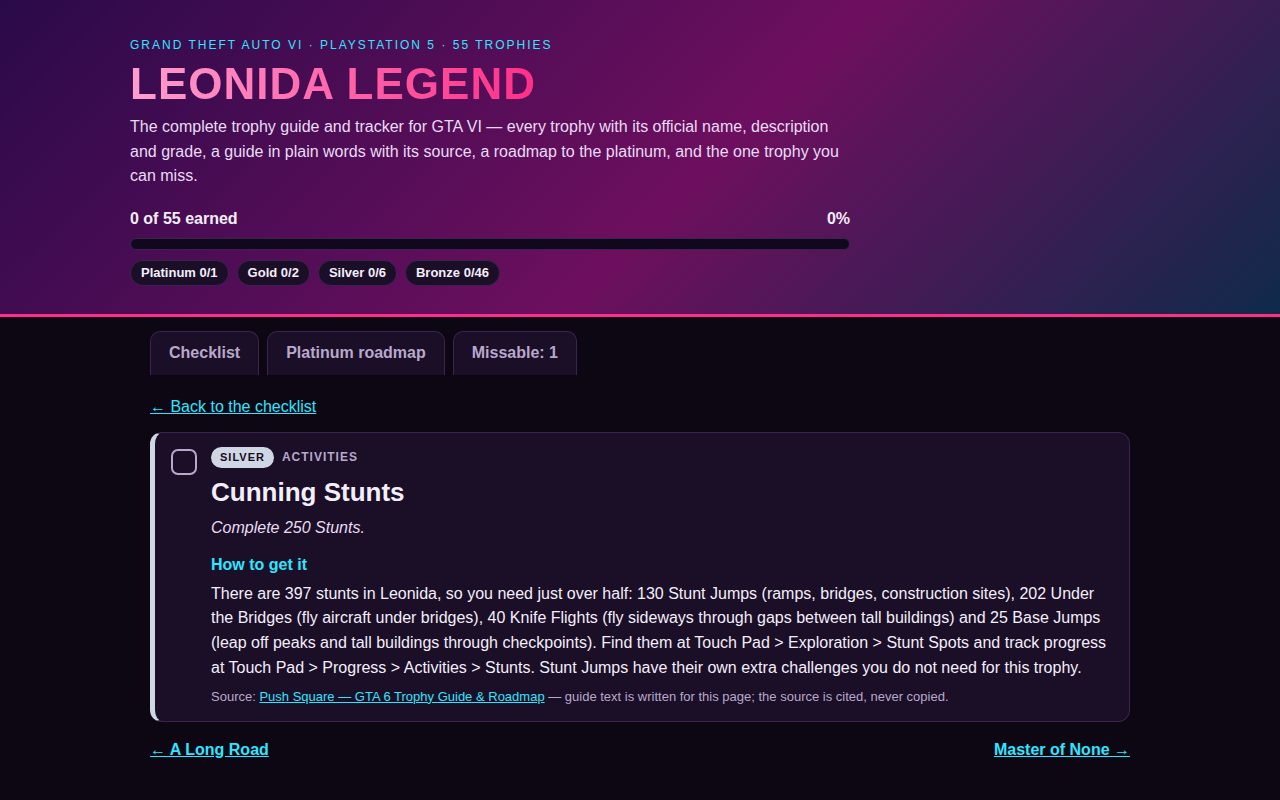 GRAND THEFT AUTO VI · PLAYSTATION 5 · 55 TROPHIES
LEONIDA LEGEND
The complete trophy guide and tracker for GTA VI — every trophy with its official name, description
and grade, a guide in plain words with its source, a roadmap to the platinum, and the one trophy you
can miss.
0 of 55 earned 0%
Platinum 0/1 Gold 0/2 Silver 0/6 Bronze 0/46
Checklist Platinum roadmap Missable: 1
← Back to the checklist
SILVER ACTIVITIES
Cunning Stunts
Complete 250 Stunts.
How to get it
There are 397 stunts in Leonida, so you need just over half: 130 Stunt Jumps (ramps, bridges, construction sites), 202 Under
the Bridges (fly aircraft under bridges), 40 Knife Flights (fly sideways through gaps between tall buildings) and 25 Base Jumps
(leap off peaks and tall buildings through checkpoints). Find them at Touch Pad > Exploration > Stunt Spots and track progress
at Touch Pad > Progress > Activities > Stunts. Stunt Jumps have their own extra challenges you do not need for this trophy.
Source: Push Square — GTA 6 Trophy Guide & Roadmap — guide text is written for this page; the source is cited, never copied.
← A Long Road Master of None →